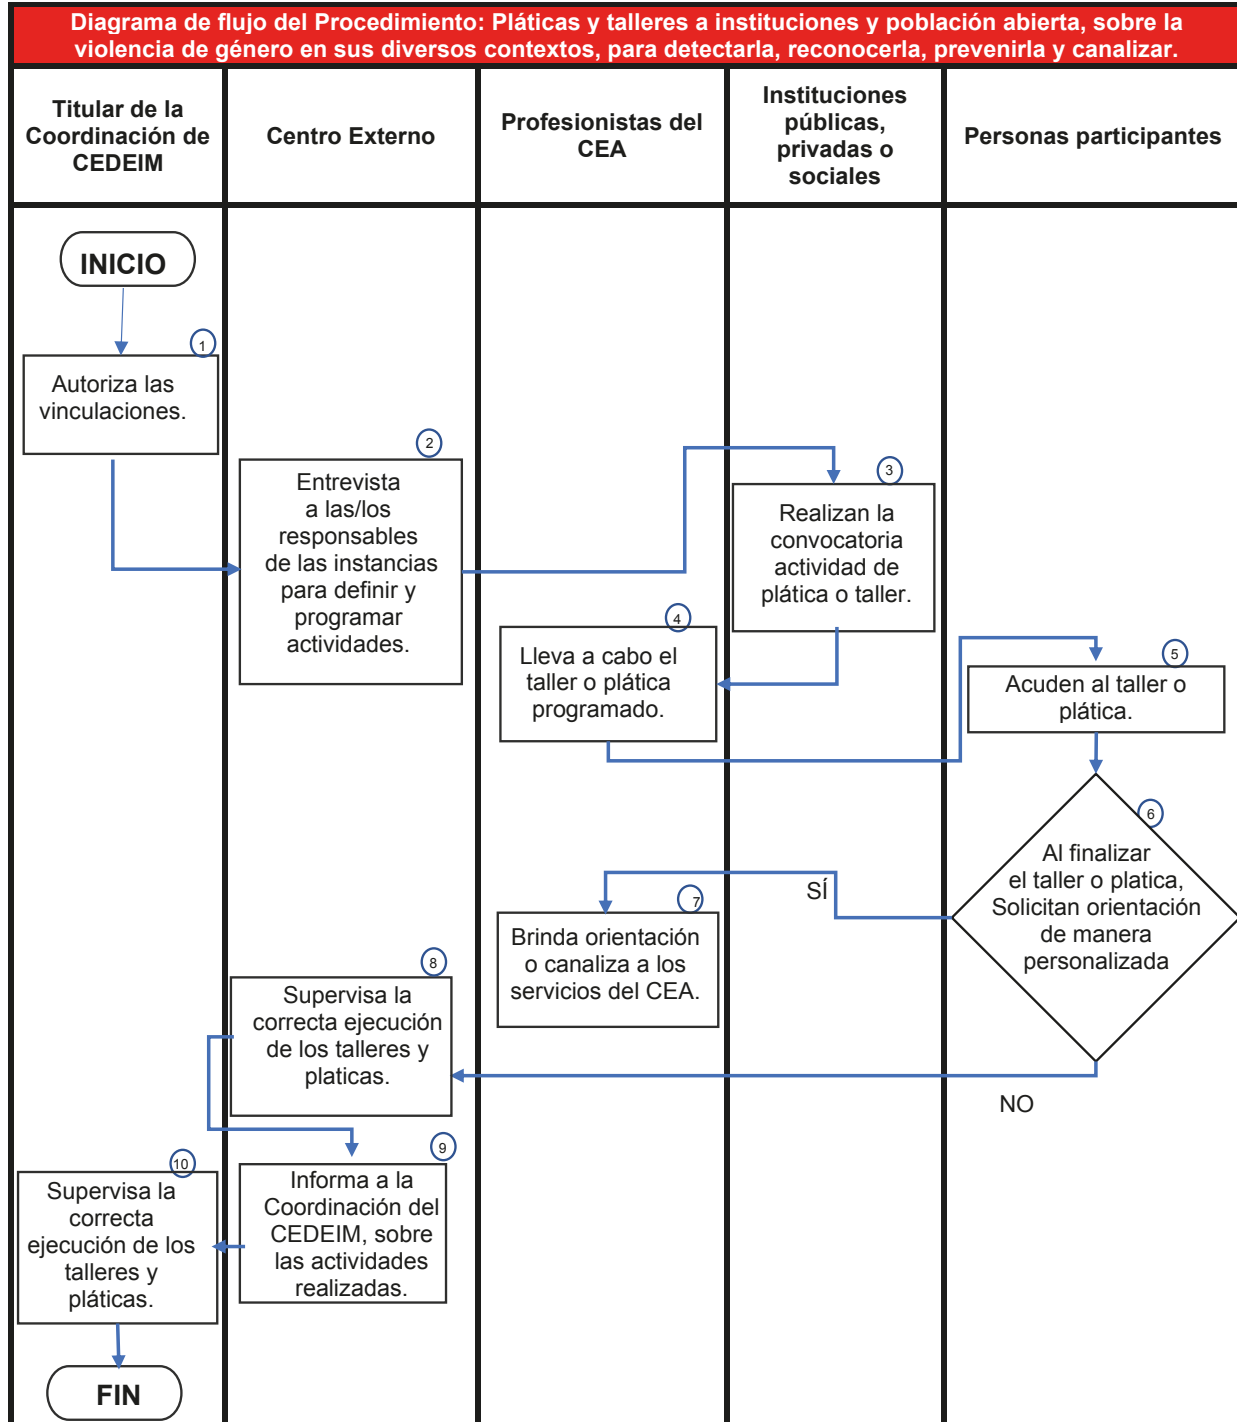 Diagrama de flujo del Procedimiento: Pláticas y talleres a instituciones y población abierta, sobre la
violencia de género en sus diversos contextos, para detectarla, reconocerla, prevenirla y canalizar.
Titular de la
Coordinación de
CEDEIM
Centro Externo
Profesionistas del
CEA
Instituciones
públicas,
privadas o
sociales
Personas participantes
INICIO
1
Autoriza las
vinculaciones.
2
Entrevista
a las/los
responsables
de las instancias
para definir y
programar
actividades.
3
Realizan la
convocatoria
actividad de
plática o taller.
4
Lleva a cabo el
taller o plática
programado.
5
Acuden al taller o
plática.
6
Al finalizar
el taller o platica,
Solicitan orientación
de manera
personalizada
SÍ
7
Brinda orientación
o canaliza a los
servicios del CEA.
NO
8
Supervisa la
correcta ejecución
de los talleres y
platicas.
9
Informa a la
Coordinación del
CEDEIM, sobre
las actividades
realizadas.
10
Supervisa la
correcta
ejecución de los
talleres y
pláticas.
FIN